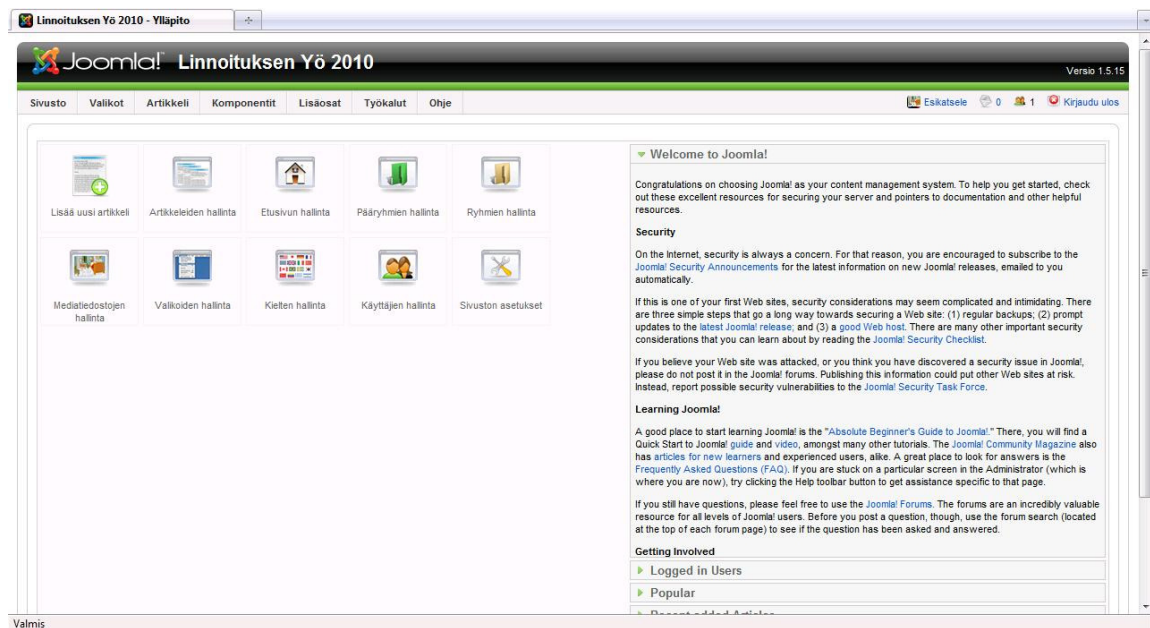 Linnoituksen Yö 2010 - Ylläpito
Joomla!™ Linnoituksen Yö 2010
Versio 1.5.15
Sivusto Valikot Artikkeli Komponentit Lisäosat Työkalut Ohje
Esikatsele 0 1 Kirjaudu ulos
Lisää uusi artikkeli
Artikkeleiden hallinta
Etusivun hallinta
Pääryhmien hallinta
Ryhmien hallinta
Mediatiedostojen
hallinta
Valikoiden hallinta
Kielten hallinta
Käyttäjien hallinta
Sivuston asetukset
Welcome to Joomla!
Congratulations on choosing Joomla! as your content management system. To help you get started, check
out these excellent resources for securing your server and pointers to documentation and other helpful
resources.
Security
On the Internet, security is always a concern. For that reason, you are encouraged to subscribe to the
Joomla! Security Announcements for the latest information on new Joomla! releases, emailed to you
automatically.
If this is one of your first Web sites, security considerations may seem complicated and intimidating. There
are three simple steps that go a long way towards securing a Web site: (1) regular backups; (2) prompt
updates to the latest Joomla! release; and (3) a good Web host. There are many other important security
considerations that you can learn about by reading the Joomla! Security Checklist.
If you believe your Web site was attacked, or you think you have discovered a security issue in Joomla!,
please do not post it in the Joomla! forums. Publishing this information could put other Web sites at risk.
Instead, report possible security vulnerabilities to the Joomla! Security Task Force.
Learning Joomla!
A good place to start learning Joomla! is the "Absolute Beginner's Guide to Joomla!." There, you will find a
Quick Start to Joomla! guide and video, amongst many other tutorials. The Joomla! Community Magazine also
has articles for new learners and experienced users, alike. A great place to look for answers is the
Frequently Asked Questions (FAQ). If you are stuck on a particular screen in the Administrator (which is
where you are now), try clicking the Help toolbar button to get assistance specific to that page.
If you still have questions, please feel free to use the Joomla! Forums. The forums are an incredibly valuable
resource for all levels of Joomla! users. Before you post a question, though, use the forum search (located
at the top of each forum page) to see if the question has been asked and answered.
Getting Involved
Logged in Users
Popular
Recent added Articles
Valmis